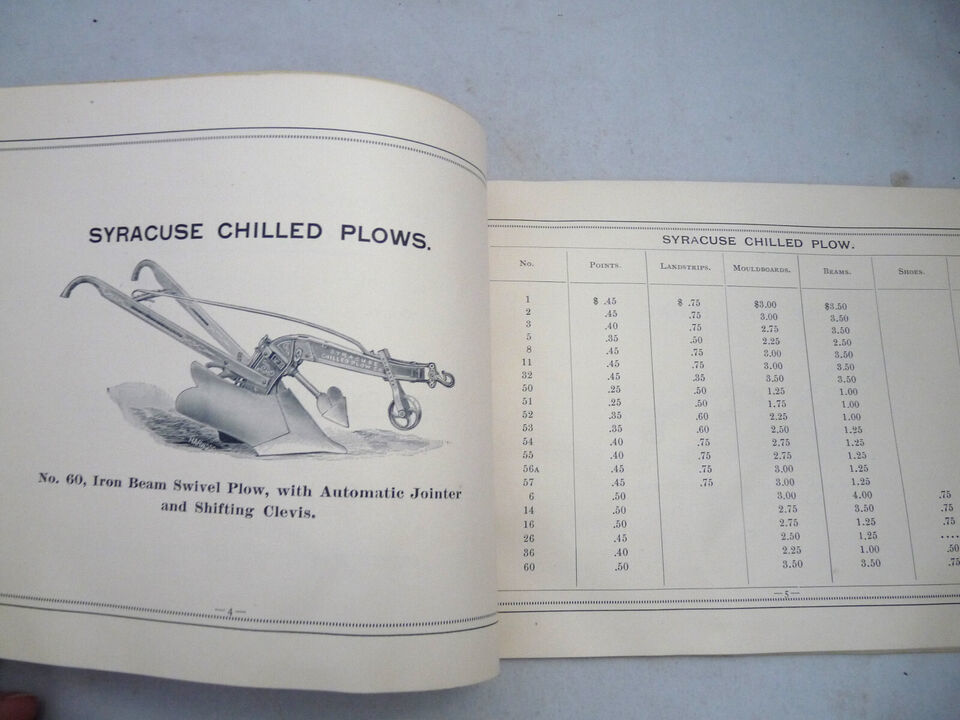 SYRACUSE CHILLED PLOWS.
SYRACUSE
CHILLED PLOW
No. 60, Iron Beam Swivel Plow, with Automatic Jointer
and Shifting Clevis.
—4—
SYRACUSE CHILLED PLOW.
No. POINTS. LANDSTRIPS. MOULDBOARDS. BEAMS. SHOES.
1 $ .45 $ .75 $3.00 $3.50
2 .45 .75 3.00 3.50
3 .40 .75 2.75 3.50
5 .35 .50 2.25 2.50
8 .45 .75 3.00 3.50
11 .45 .75 3.00 3.50
32 .45 .35 3.50 3.50
50 .25 .50 1.25 1.00
51 .25 .50 1.75 1.00
52 .35 .60 2.25 1.00
53 .35 .60 2.50 1.25
54 .40 .75 2.75 1.25
55 .40 .75 2.75 1.25
56A .45 .75 3.00 1.25
57 .45 .75 3.00 1.25
6 .50 3.00 4.00 .75
14 .50 2.75 3.50 .75
16 .50 2.75 1.25 .75
26 .45 2.50 1.25 ....
36 .40 2.25 1.00 .50
60 .50 3.50 3.50 .75
—5—